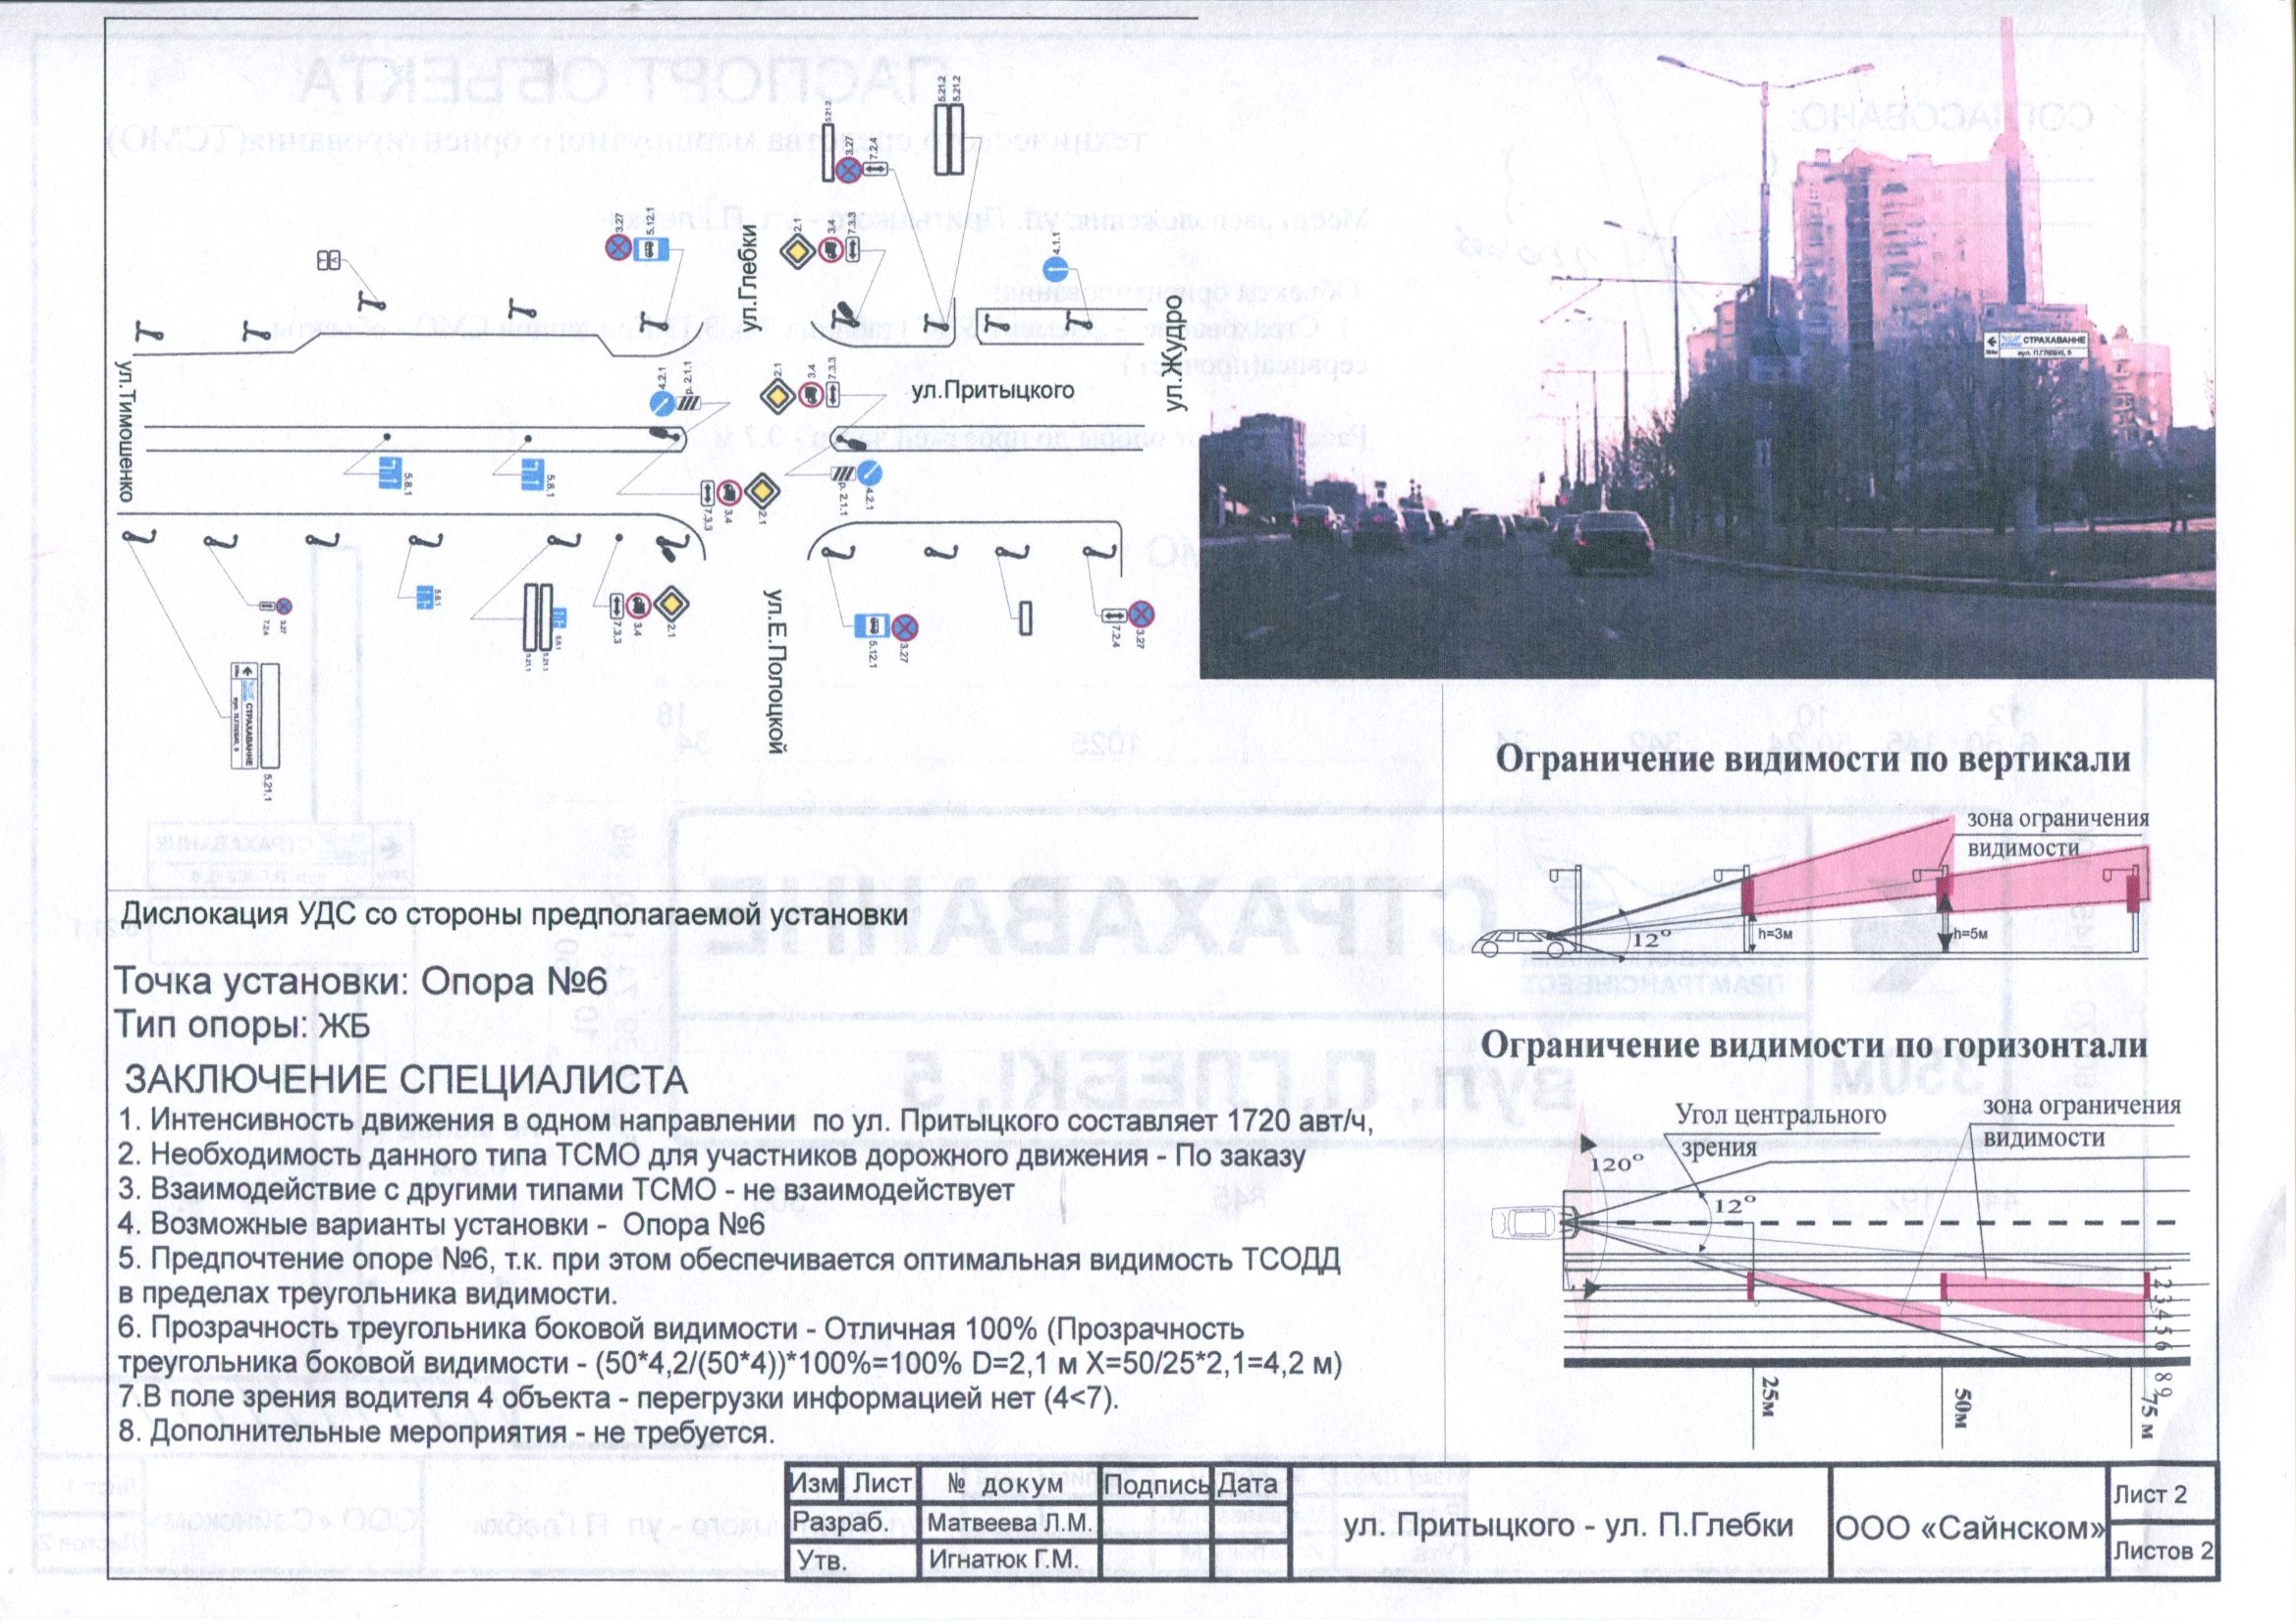 5.21.2
5.21.2
5.21.2
3.27
7.2.4
3.27
5.12.1
ул.Глебки
2.1
3.4
7.3.3
4.1.1
ул.Жудро
ул.Тимошенко
4.2.1
р. 2.1.1
2.1
3.4
7.3.3
ул.Притыцкого
5.8.1
5.8.1
7.3.3
3.4
2.1
р. 2.1.1
4.2.1
7.2.4
3.27
5.8.1
5.21.1
5.21.1
5.8.1
7.3.3
3.4
2.1
ул.Е.Полоцкой
5.12.1
3.27
7.2.4
3.27
СТРАХАВАННЕ
вул. П.ГЛЕБКI, 5
5.21.1
СТРАХАВАННЕ
вул. П.ГЛЕБКI, 5
Дислокация УДС со стороны предполагаемой установки
Точка установки: Опора №6
Тип опоры: ЖБ
ЗАКЛЮЧЕНИЕ СПЕЦИАЛИСТА
1. Интенсивность движения в одном направлении по ул. Притыцкого составляет 1720 авт/ч,
2. Необходимость данного типа ТСМО для участников дорожного движения - По заказу
3. Взаимодействие с другими типами ТСМО - не взаимодействует
4. Возможные варианты установки - Опора №6
5. Предпочтение опоре №6, т.к. при этом обеспечивается оптимальная видимость ТСОДД
в пределах треугольника видимости.
6. Прозрачность треугольника боковой видимости - Отличная 100% (Прозрачность
треугольника боковой видимости - (50*4,2/(50*4))*100%=100% D=2,1 м X=50/25*2,1=4,2 м)
7.В поле зрения водителя 4 объекта - перегрузки информацией нет (4<7).
8. Дополнительные мероприятия - не требуется.
Ограничение видимости по вертикали
зона ограничения
видимости
12°
h=3м
h=5м
Ограничение видимости по горизонтали
Угол центрального
зрения
зона ограничения
видимости
120°
12°
1 2 3 4 5 6
8 9
25м
50м
75 м
Изм Лист № докум Подпись Дата
Разраб. Матвеева Л.М.
Утв. Игнатюк Г.М.
ул. Притыцкого - ул. П.Глебки
ООО «Сайнском»
Лист 2
Листов 2